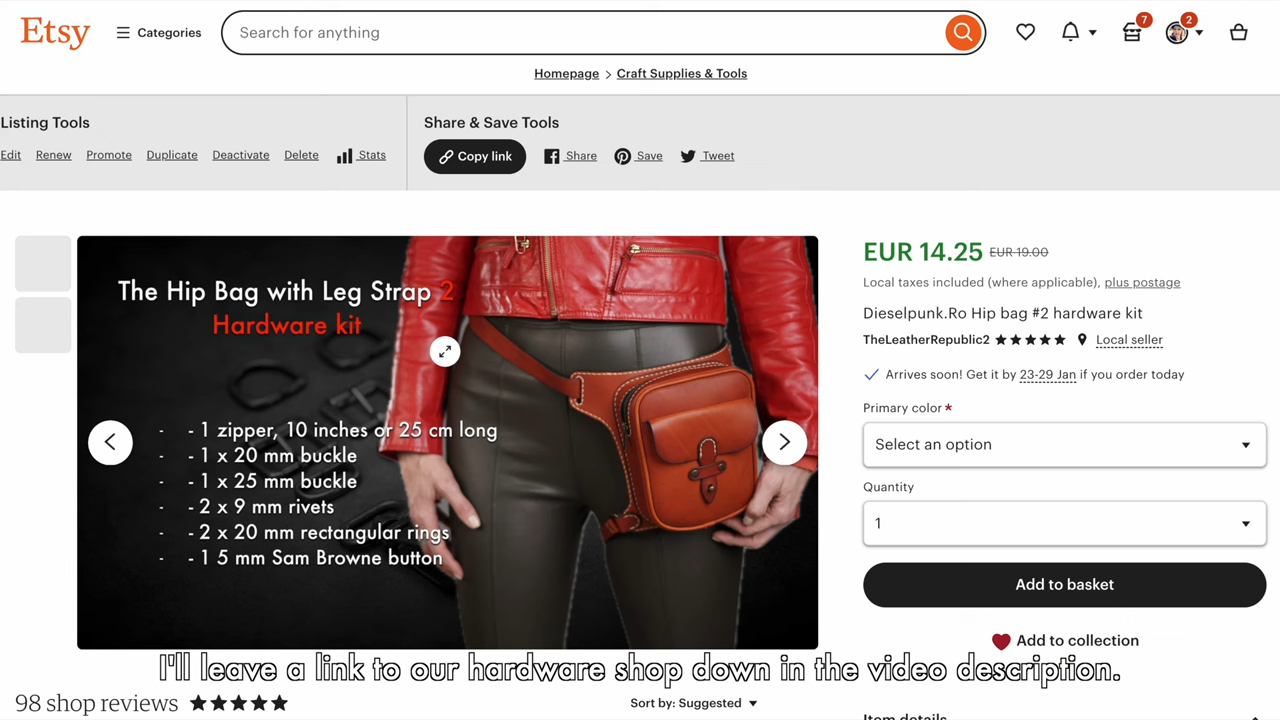 Etsy
Categories
Search for anything
7
2
Homepage > Craft Supplies & Tools
Listing Tools
Edit Renew Promote Duplicate Deactivate Delete Stats
Share & Save Tools
Copy link Share Save Tweet
The Hip Bag with Leg Strap 2
Hardware kit
- - 1 zipper, 10 inches or 25 cm long
- - 1 x 20 mm buckle
- - 1 x 25 mm buckle
- - 2 x 9 mm rivets
- - 2 x 20 mm rectangular rings
- - 1 5 mm Sam Browne button
EUR 14.25 EUR 19.00
Local taxes included (where applicable), plus postage
Dieselpunk.Ro Hip bag #2 hardware kit
TheLeatherRepublic2 ★★★★★ Local seller
Arrives soon! Get it by 23-29 Jan if you order today
Primary color *
Select an option
Quantity
1
Add to basket
Add to collection
I'll leave a link to our hardware shop down in the video description.
98 shop reviews ★★★★★
Sort by: Suggested
Item details